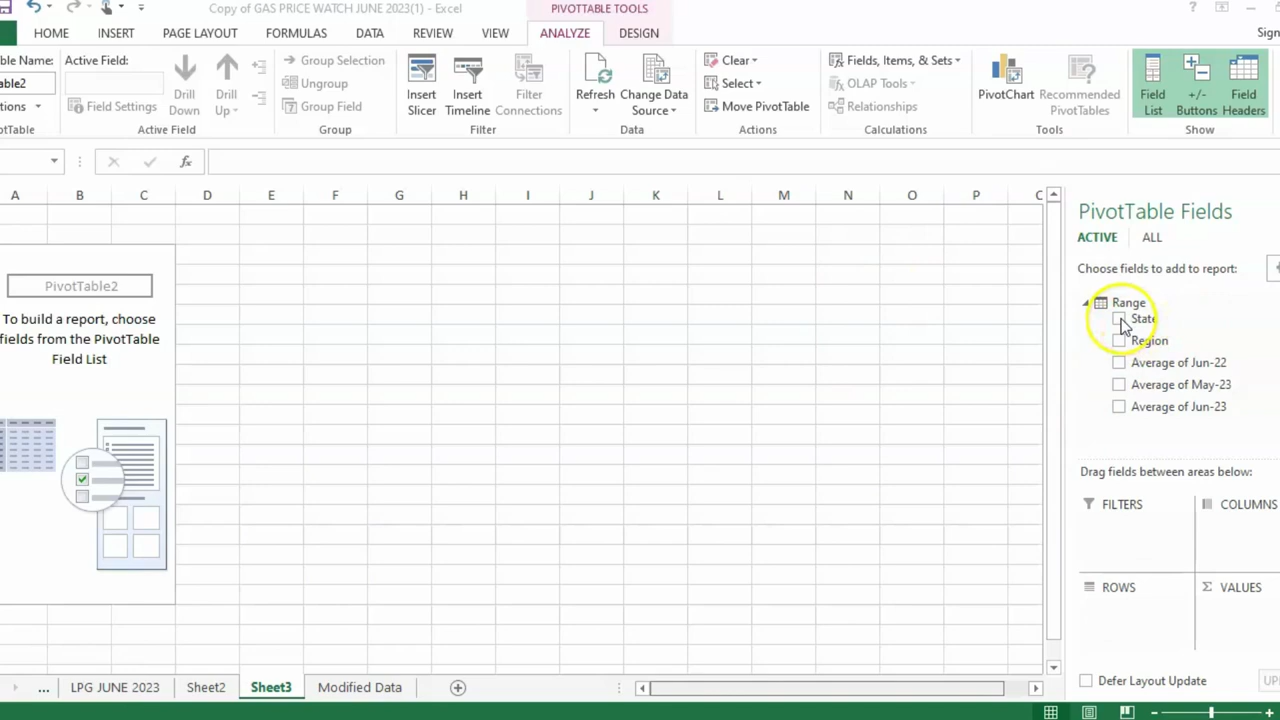 Copy of GAS PRICE WATCH JUNE 2023(1) - Excel
PIVOTTABLE TOOLS
?
HOME INSERT PAGE LAYOUT FORMULAS DATA REVIEW VIEW ANALYZE DESIGN Sign
Active Field:
Field Settings
Drill Down
Drill Up
Active Field
Group Selection
Ungroup
Group Field
Group
Insert Slicer
Insert Timeline
Filter Connections
Filter
Refresh
Change Data Source
Data
Clear
Select
Move PivotTable
Actions
Fields, Items, & Sets
OLAP Tools
Relationships
Calculations
PivotChart
Recommended PivotTables
Tools
Field List
+/- Buttons
Field Headers
Show
fx
A B C D E F G H I J K L M N O P
PivotTable2
To build a report, choose
fields from the PivotTable
Field List
PivotTable Fields
ACTIVE ALL
Choose fields to add to report:
Range
State
Region
Average of Jun-22
Average of May-23
Average of Jun-23
Drag fields between areas below:
FILTERS COLUMNS
ROWS Σ VALUES
Defer Layout Update
... LPG JUNE 2023 Sheet2 Sheet3 Modified Data